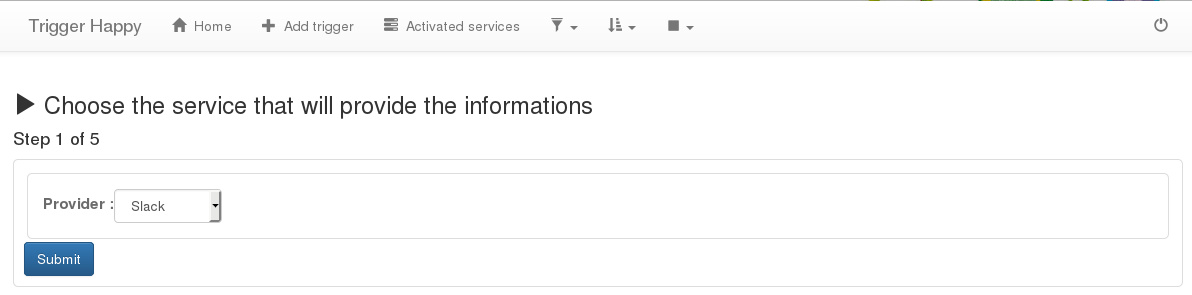 Trigger Happy Home Add trigger Activated services
Choose the service that will provide the informations
Step 1 of 5
Provider : Slack
Submit